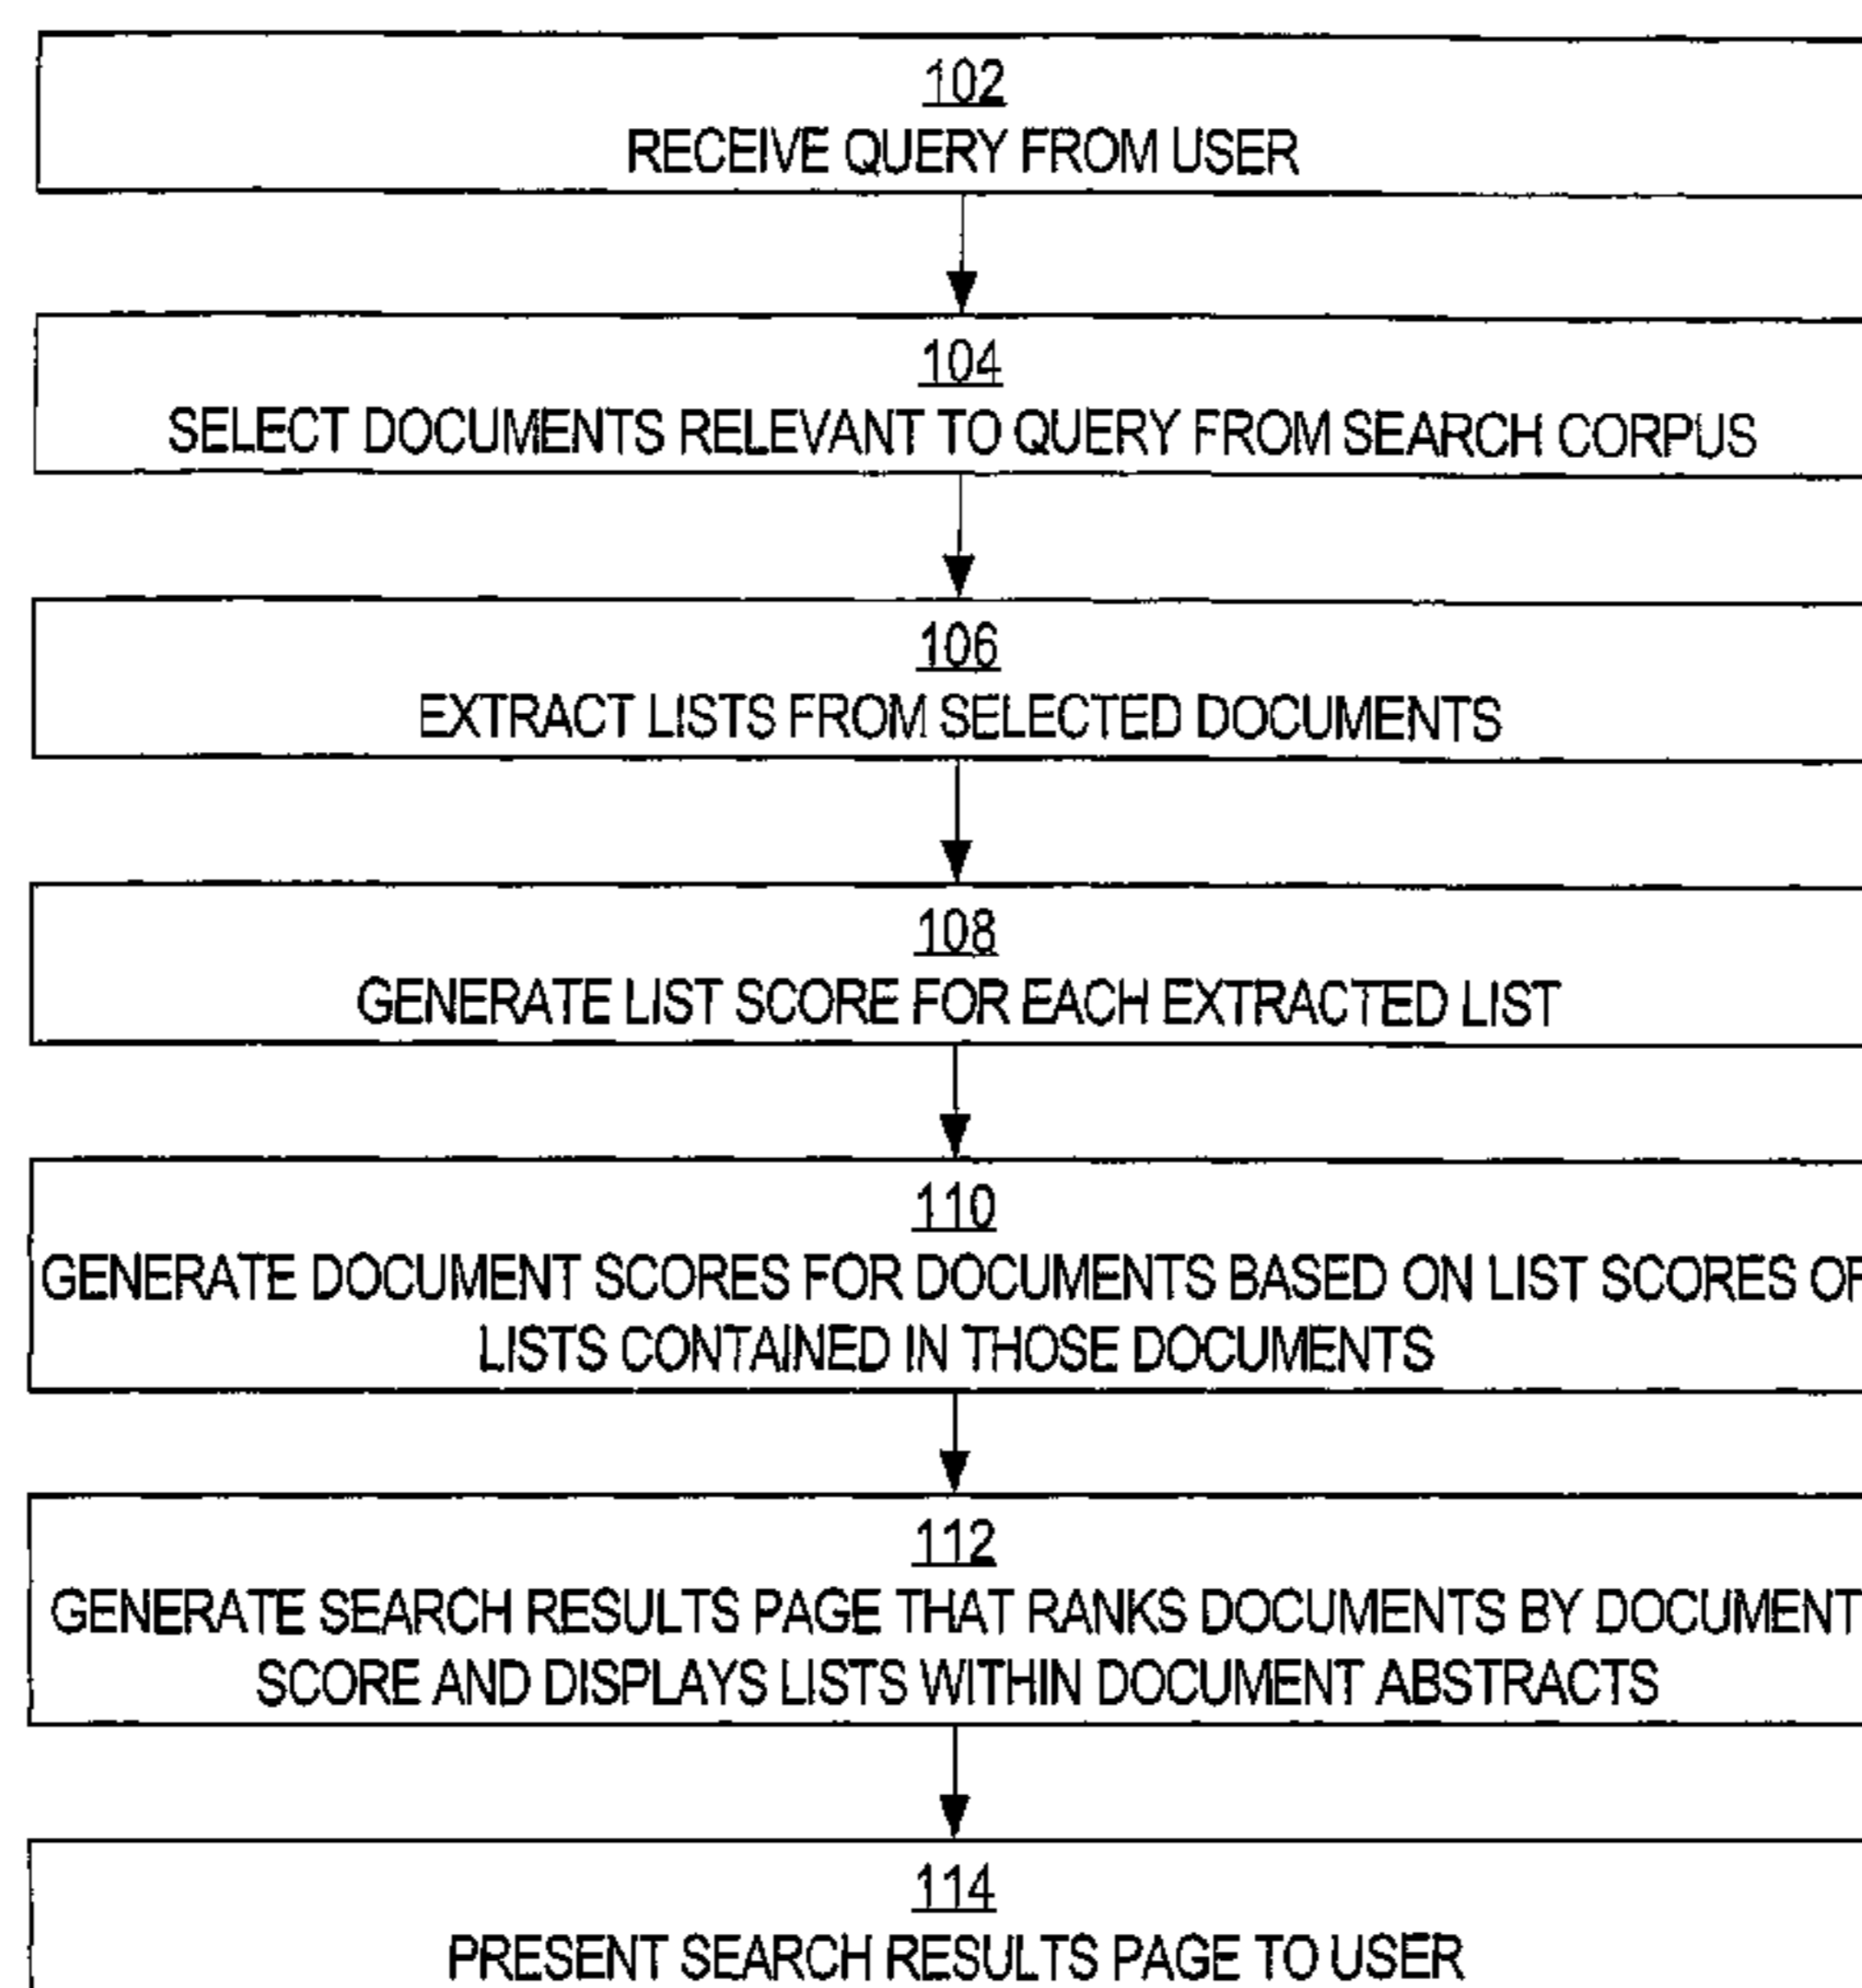 102
RECEIVE QUERY FROM USER
104
SELECT DOCUMENTS RELEVANT TO QUERY FROM SEARCH CORPUS
106
EXTRACT LISTS FROM SELECTED DOCUMENTS
108
GENERATE LIST SCORE FOR EACH EXTRACTED LIST
110
GENERATE DOCUMENT SCORES FOR DOCUMENTS BASED ON LIST SCORES OF
LISTS CONTAINED IN THOSE DOCUMENTS
112
GENERATE SEARCH RESULTS PAGE THAT RANKS DOCUMENTS BY DOCUMENT
SCORE AND DISPLAYS LISTS WITHIN DOCUMENT ABSTRACTS
114
PRESENT SEARCH RESULTS PAGE TO USER